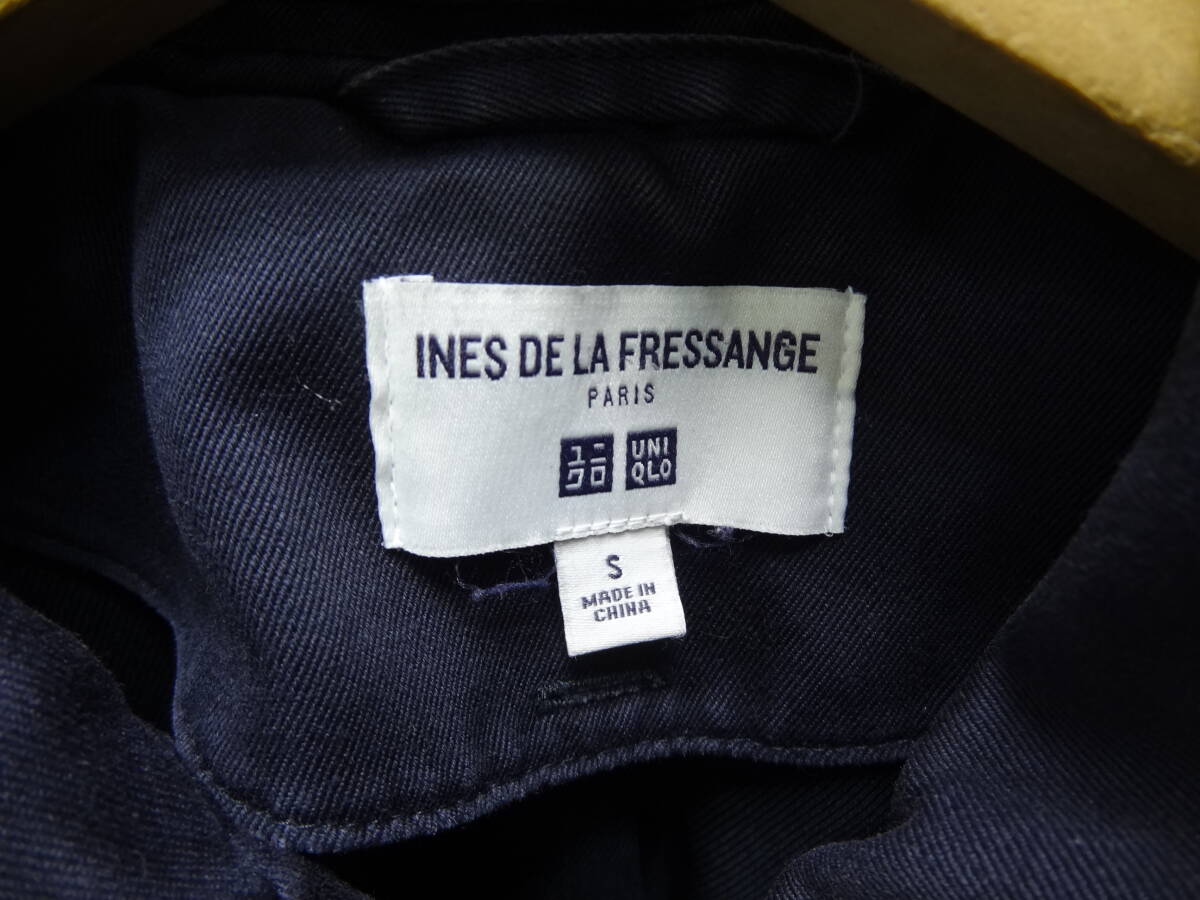 INES DE LA FRESSANGE
PARIS
ユニ UNI
クロ QLO
S
MADE IN
CHINA